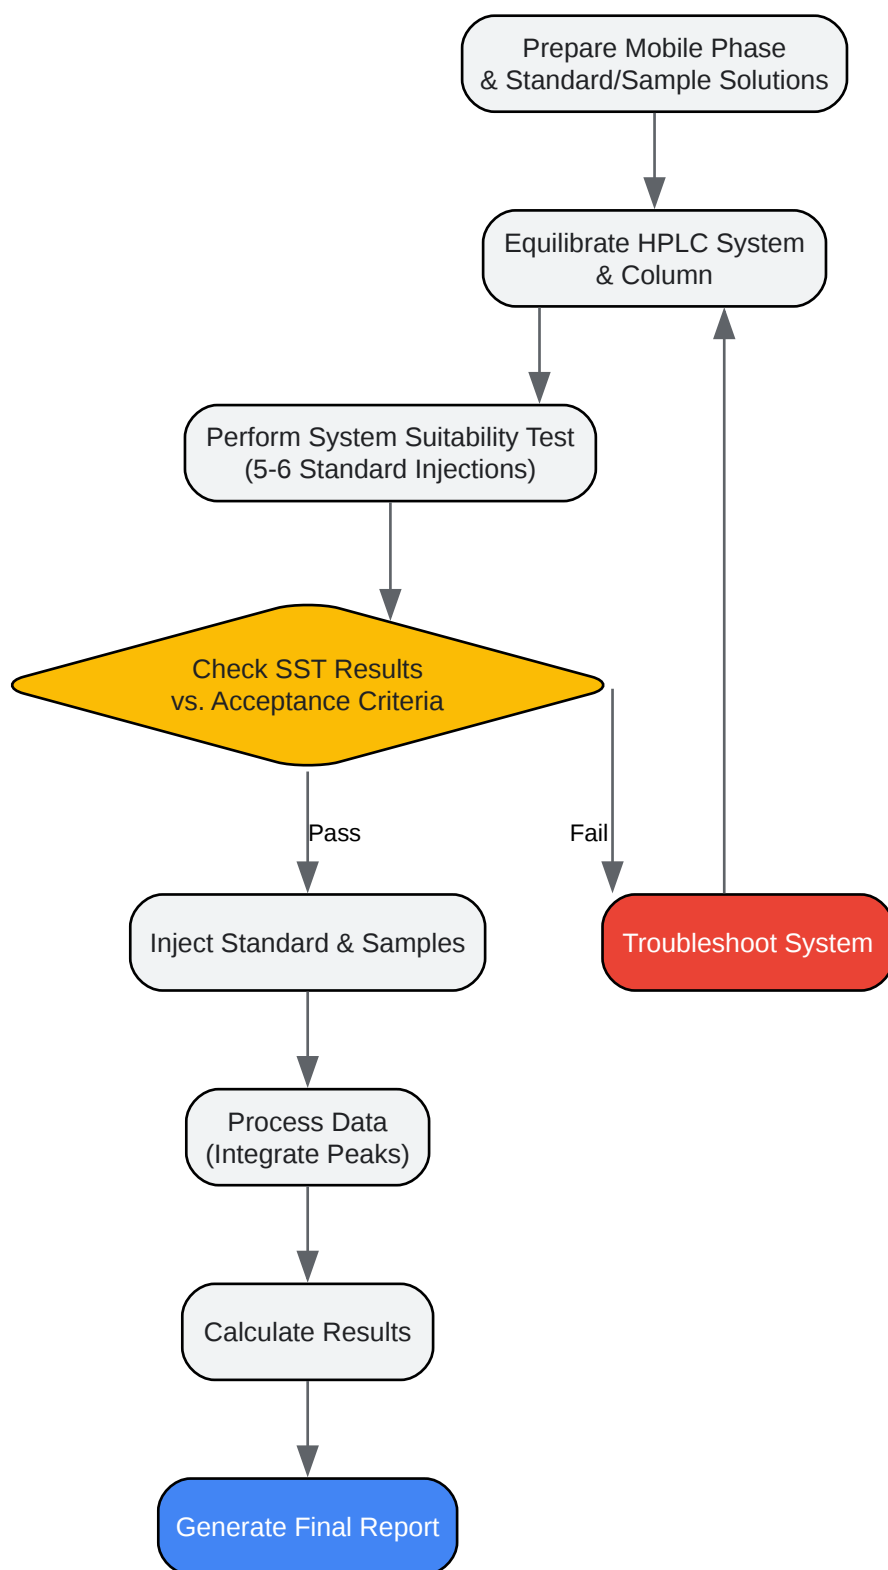 Prepare Mobile Phase
& Standard/Sample Solutions
Equilibrate HPLC System
& Column
Perform System Suitability Test
(5-6 Standard Injections)
Check SST Results
vs. Acceptance Criteria
Pass
Fail
Inject Standard & Samples
Troubleshoot System
Process Data
(Integrate Peaks)
Calculate Results
Generate Final Report